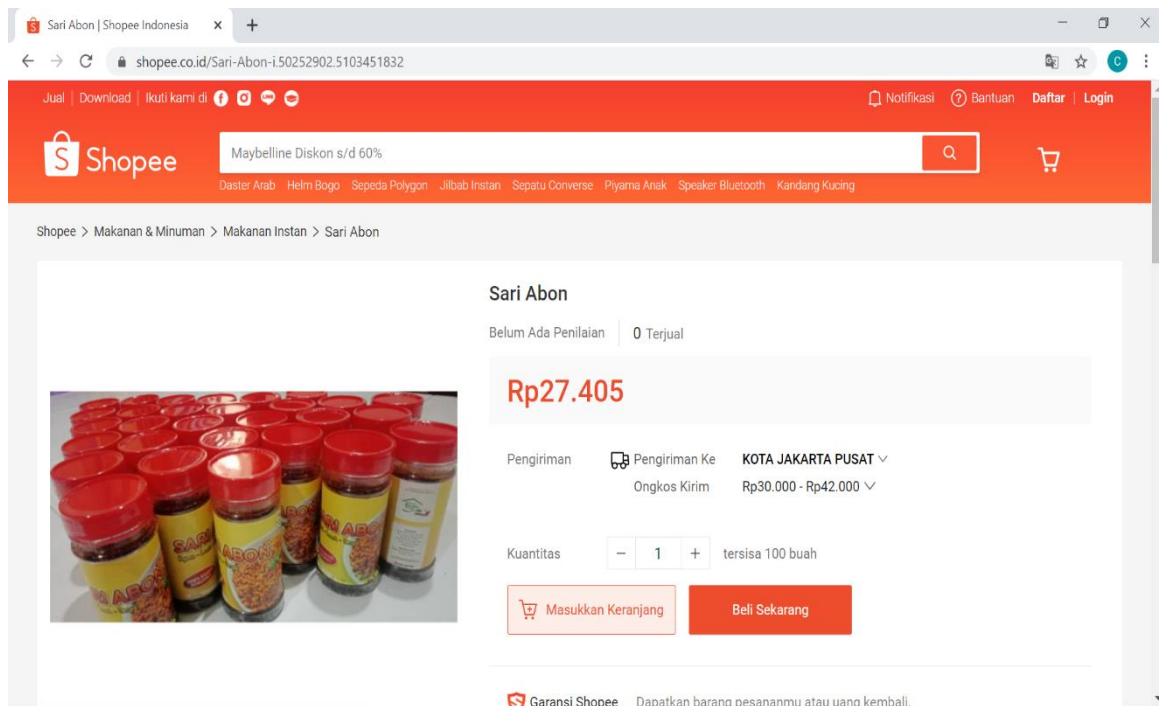 Sari Abon | Shopee Indonesia
shopee.co.id/Sari-Abon-i.50252902.5103451832
C
Jual | Download | Ikuti kami di
Notifikasi ? Bantuan Daftar | Login
Shopee
Maybelline Diskon s/d 60%
Daster Arab Helm Bogo Sepeda Polygon Jilbab Instan Sepatu Converse Piyama Anak Speaker Bluetooth Kandang Kucing
Shopee > Makanan & Minuman > Makanan Instan > Sari Abon
Sari Abon
Belum Ada Penilaian 0 Terjual
Rp27.405
Pengiriman Pengiriman Ke KOTA JAKARTA PUSAT
Ongkos Kirim Rp30.000 - Rp42.000
Kuantitas − 1 + tersisa 100 buah
Masukkan Keranjang Beli Sekarang
SARI ABON
Garansi Shopee Dapatkan barang pesananmu atau uang kembali.